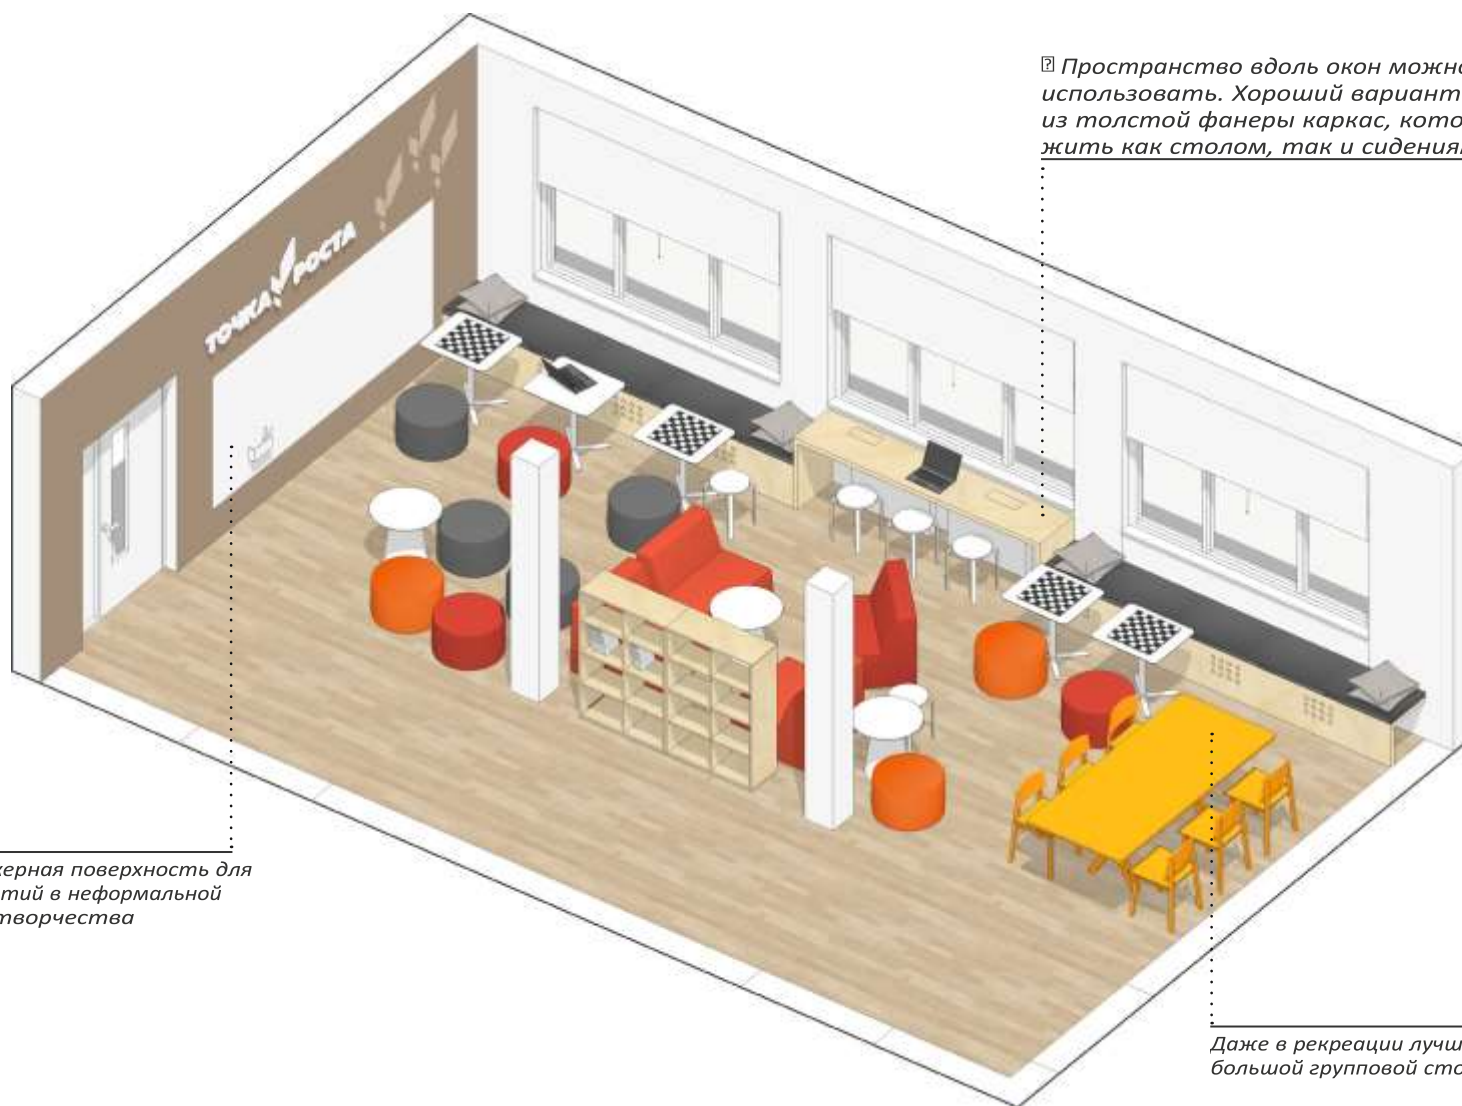 Пространство вдоль окон можно
использовать. Хороший вариант
из толстой фанеры каркас, кото
жить как столом, так и сидения
ТОЧКА РОСТА
керная поверхность для
тий в неформальной
творчества
Даже в рекреации лучш
большой групповой сто